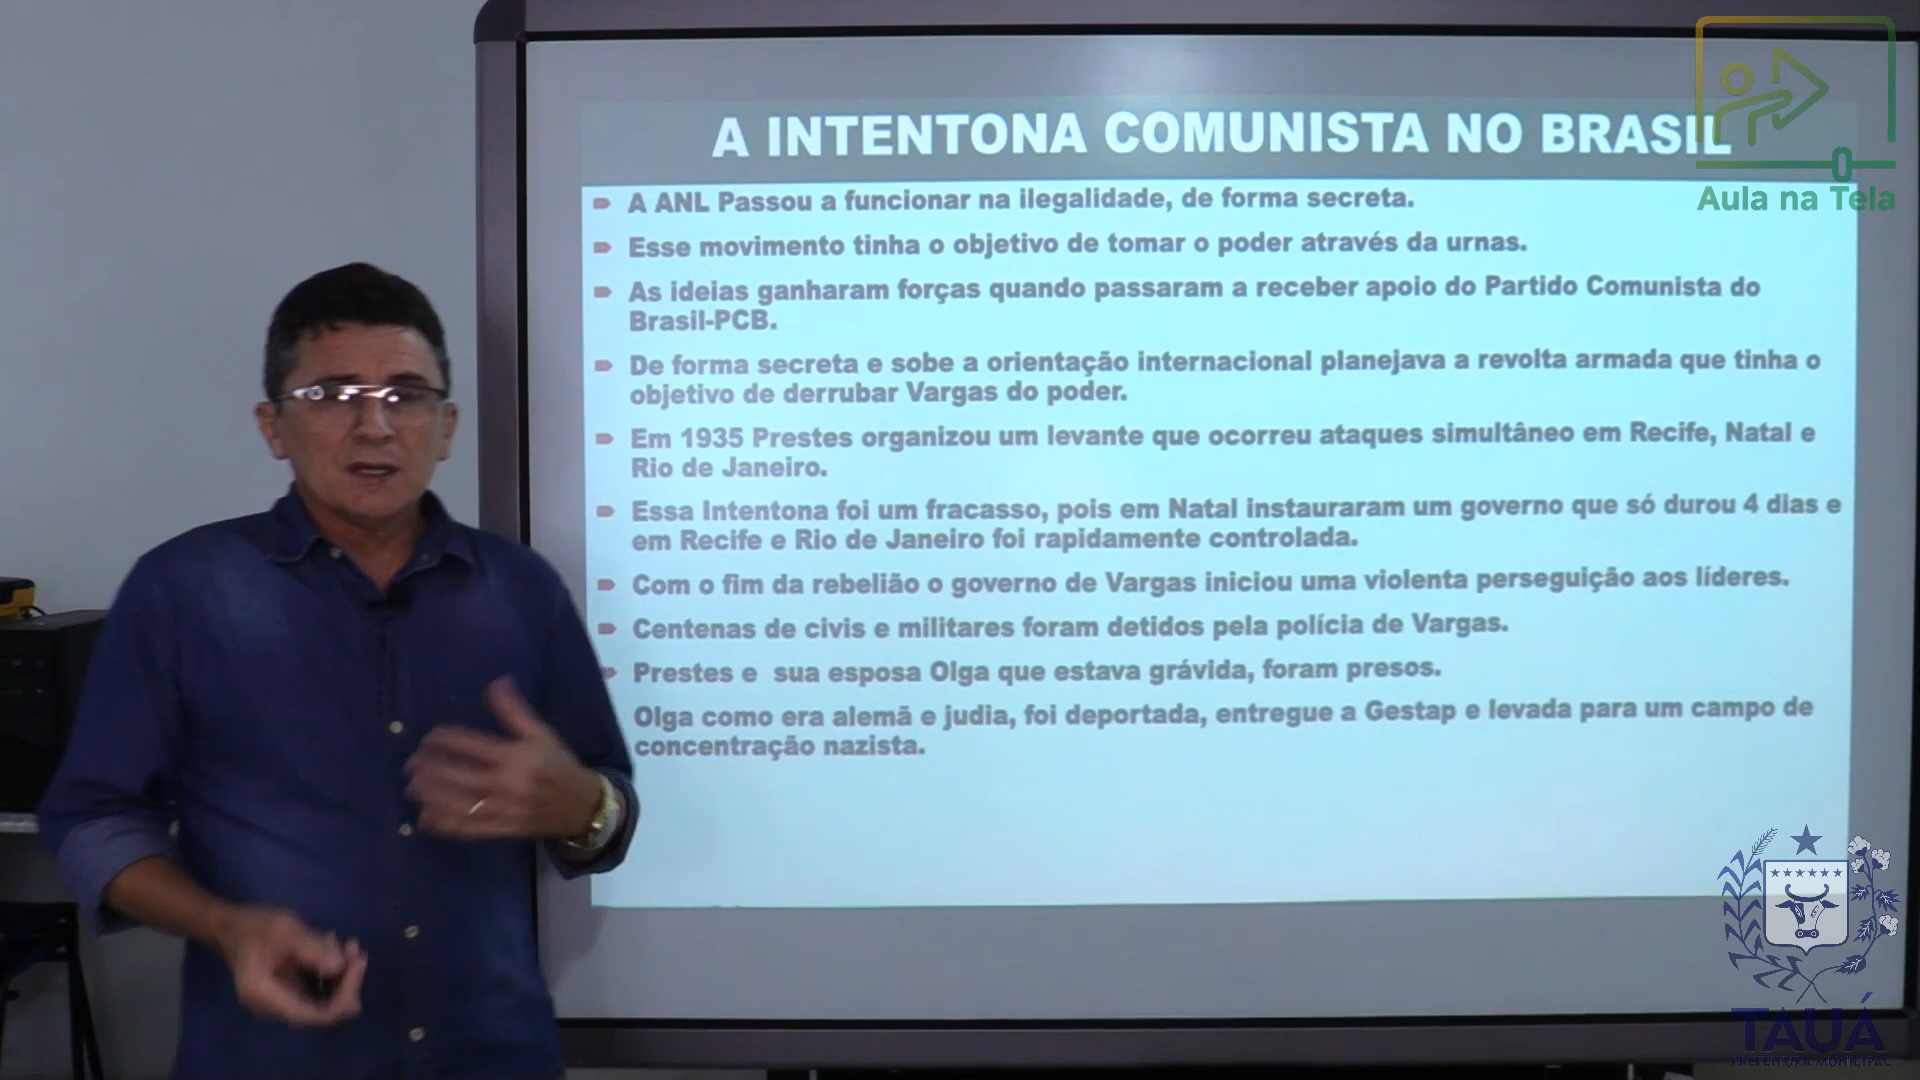 A INTENTONA COMUNISTA NO BRASIL
Aula na Tela
A ANL Passou a funcionar na ilegalidade, de forma secreta.
Esse movimento tinha o objetivo de tomar o poder através da urnas.
As ideias ganharam forças quando passaram a receber apoio do Partido Comunista do
Brasil-PCB.
De forma secreta e sobe a orientação internacional planejava a revolta armada que tinha o
objetivo de derrubar Vargas do poder.
Em 1935 Prestes organizou um levante que ocorreu ataques simultâneo em Recife, Natal e
Rio de Janeiro.
Essa Intentona foi um fracasso, pois em Natal instauraram um governo que só durou 4 dias e
em Recife e Rio de Janeiro foi rapidamente controlada.
Com o fim da rebelião o governo de Vargas iniciou uma violenta perseguição aos líderes.
Centenas de civis e militares foram detidos pela polícia de Vargas.
Prestes e sua esposa Olga que estava grávida, foram presos.
Olga como era alemã e judia, foi deportada, entregue a Gestap e levada para um campo de
concentração nazista.
TAUÁ
PREFEITURA MUNICIPAL